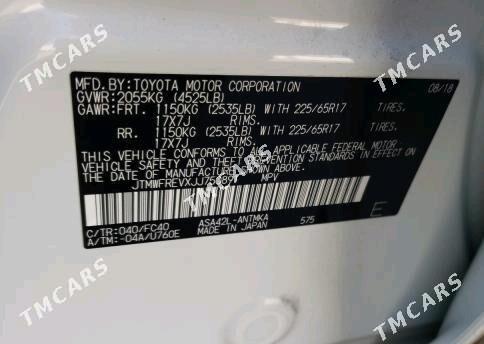 TMCARS
TMCARS
MFD. BY: TOYOTA MOTOR CORPORATION 08/18
GVWR: 2055KG (4525LB)
GAWR: FRT. 1150KG (2535LB) WITH 225/65R17 TIRES.
17X7J RIMS.
RR. 1150KG (2535LB) WITH 225/65R17 TIRES.
17X7J RIMS.
THIS VEHICLE CONFORMS TO ALL APPLICABLE FEDERAL MOTOR
VEHICLE SAFETY AND THEFT PREVENTION STANDARDS IN EFFECT ON
THE DATE OF MANUFACTURE SHOWN ABOVE.
MPV
E
C/TR: 040/FC40 ASA42L-ANTMKA 575
A/TM: -04A/U760E MADE IN JAPAN
TMCARS
TMCARS
TMCARS